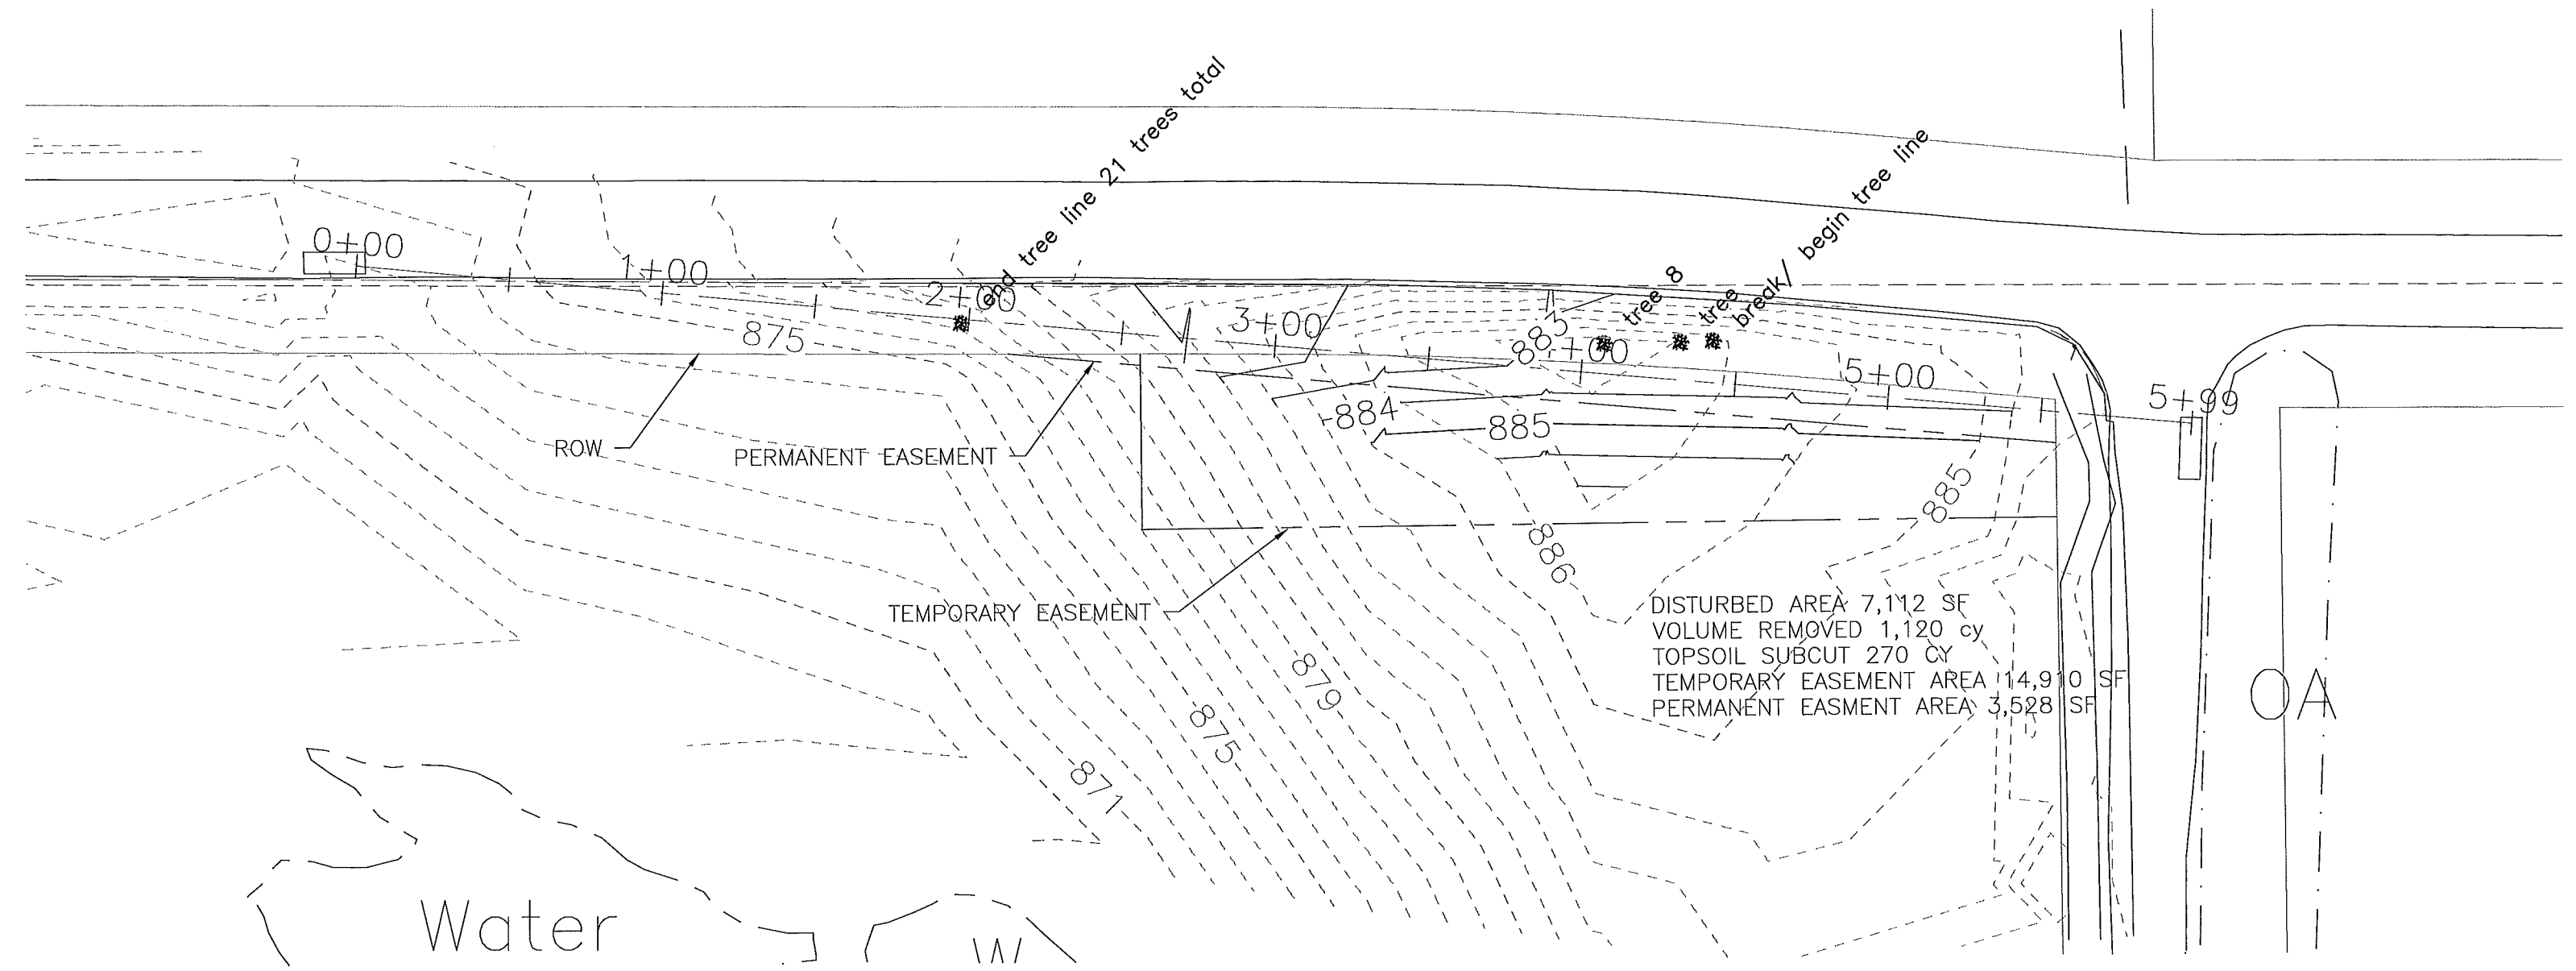 end tree line 21 trees total
tree 8
tree
break/ begin tree line
0+00
1+00
2+00
3+00
+00
5+00
5+99
875
883
884
885
885
886
ROW
PERMANENT EASEMENT
TEMPORARY EASEMENT
879
875
871
DISTURBED AREA 7,112 SF
VOLUME REMOVED 1,120 cy
TOPSOIL SUBCUT 270 CY
TEMPORARY EASEMENT AREA 14,910 SF
PERMANENT EASMENT AREA 3,528 SF
OA
Water
W